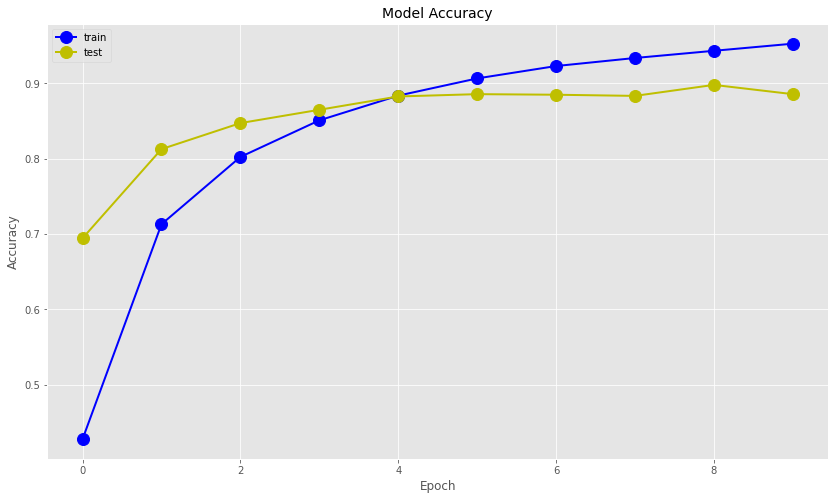 Model Accuracy
train
test
0.9
0.8
0.7
0.6
0.5
Accuracy
0 2 4 6 8
Epoch